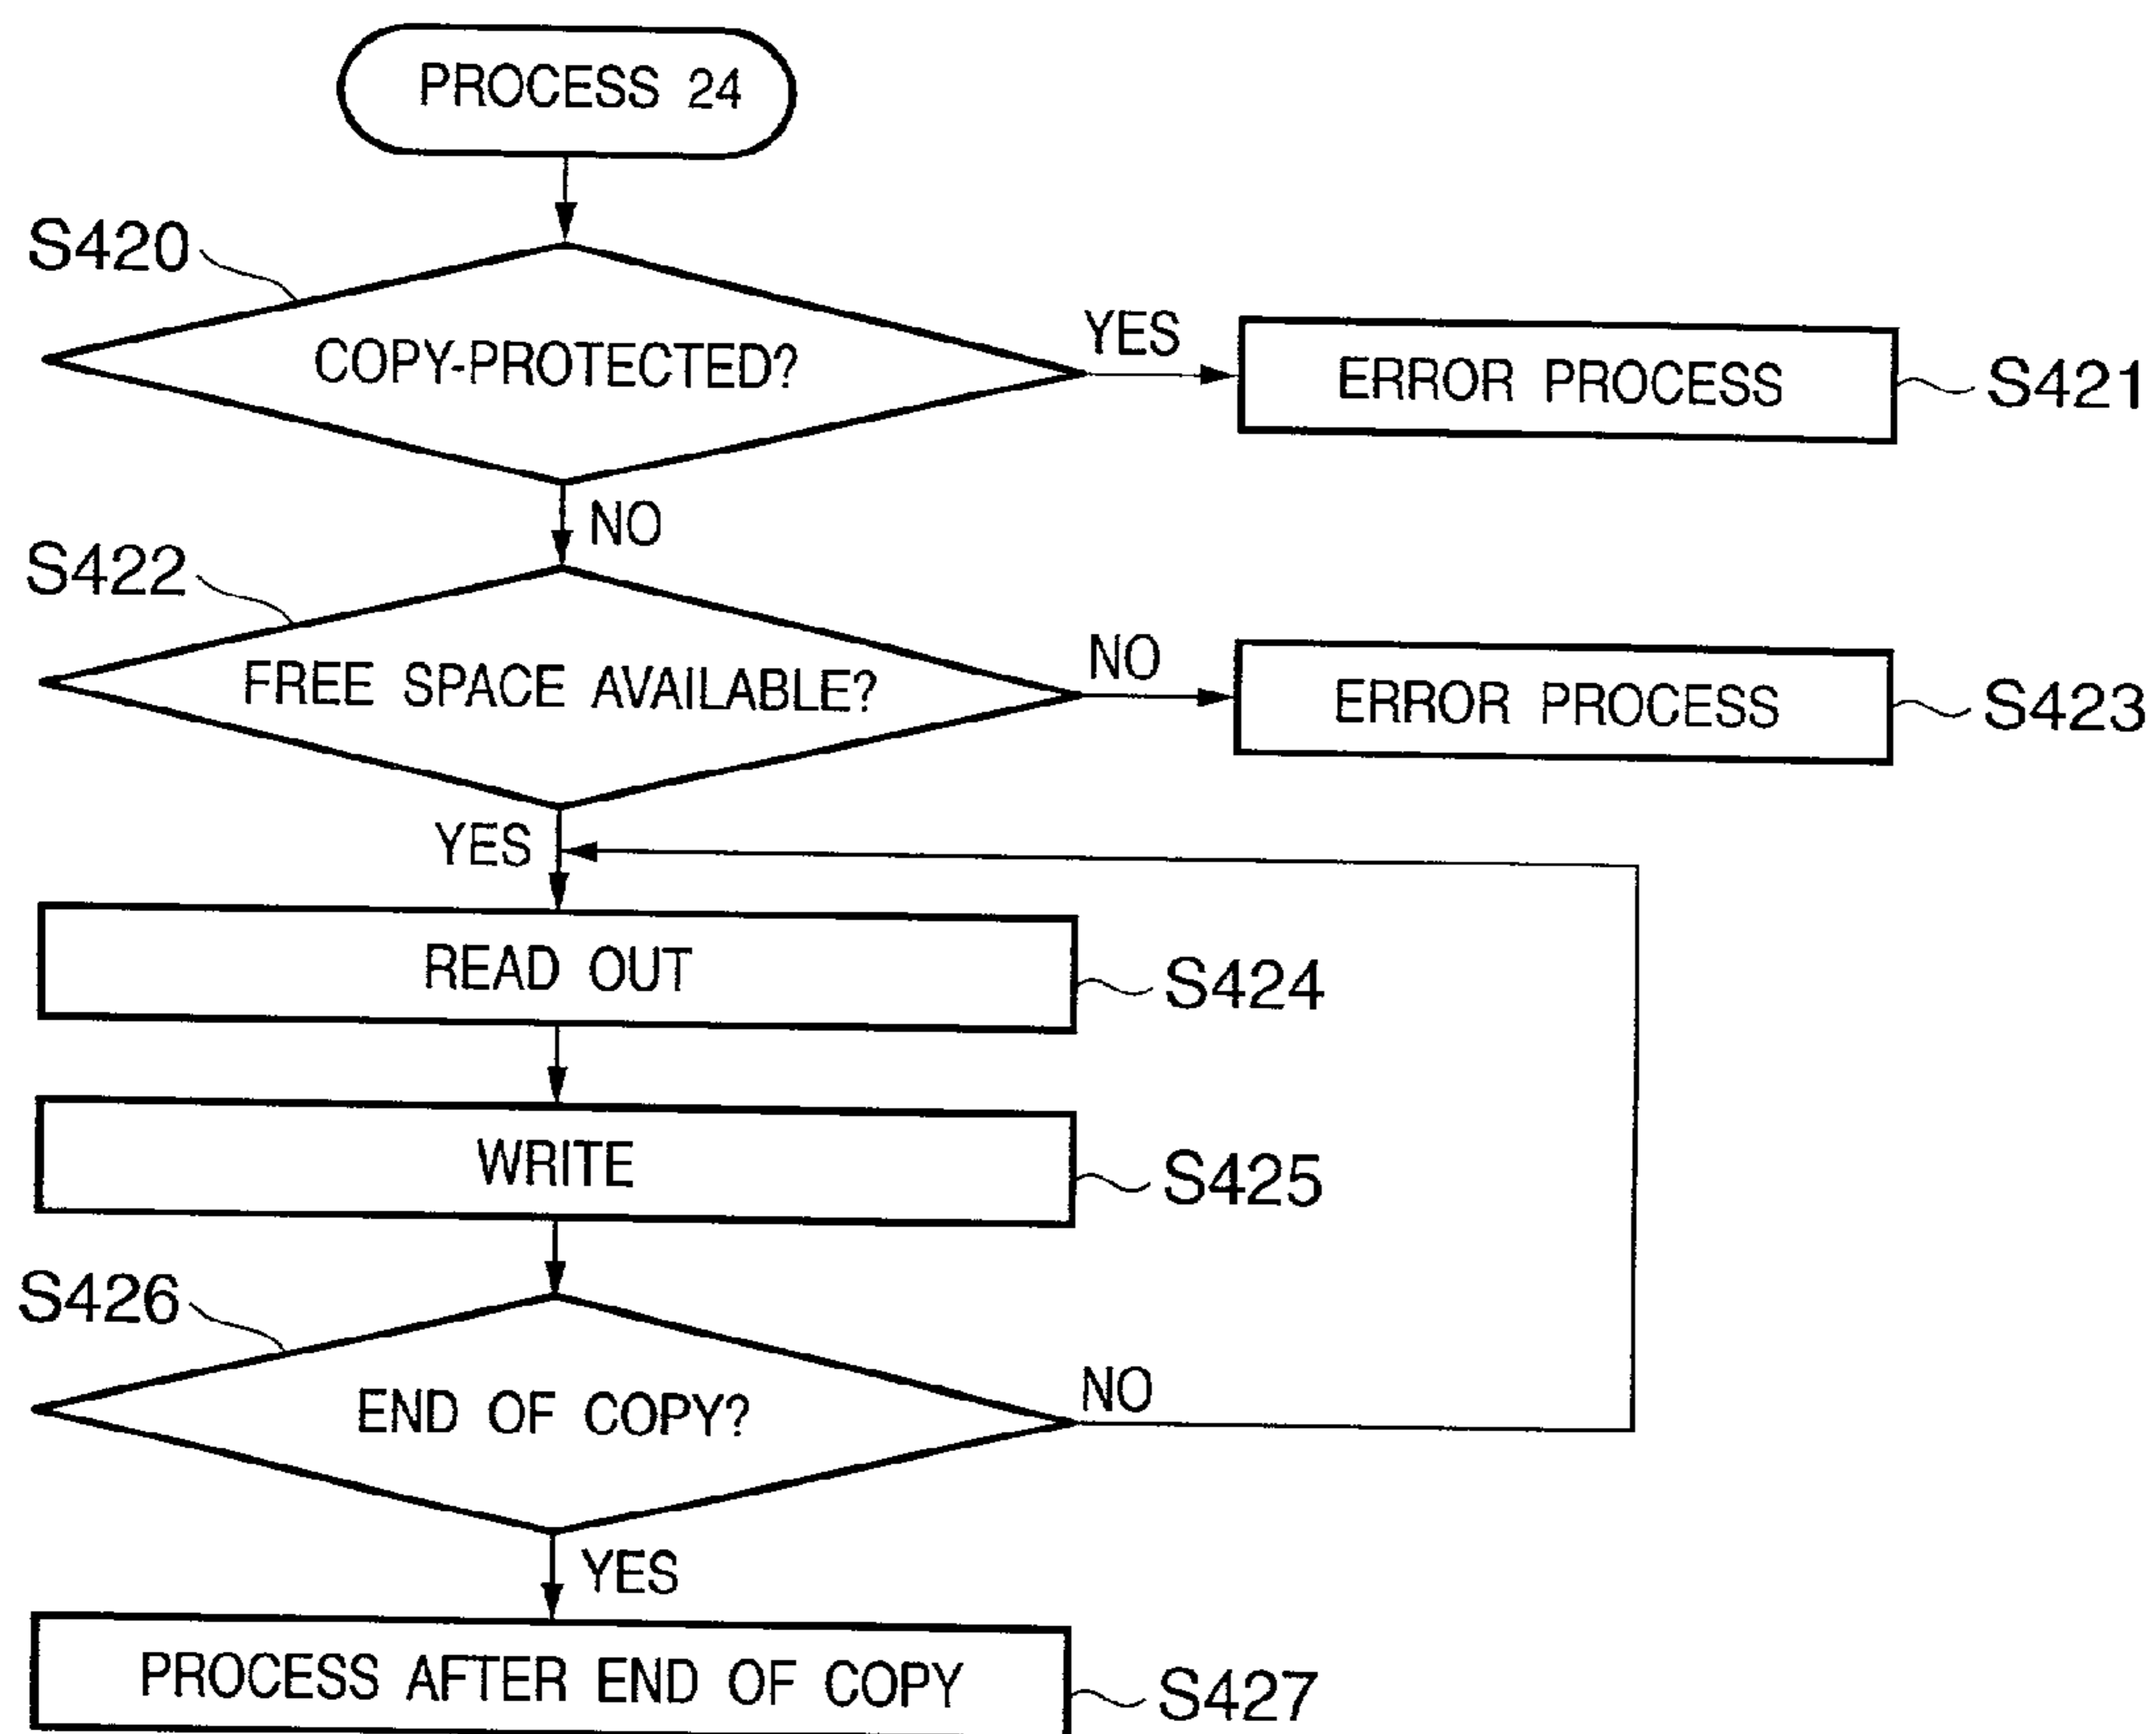 PROCESS 24
S420
COPY-PROTECTED?
YES
ERROR PROCESS
S421
NO
S422
FREE SPACE AVAILABLE?
NO
ERROR PROCESS
S423
YES
READ OUT
S424
WRITE
S425
S426
END OF COPY?
NO
YES
PROCESS AFTER END OF COPY
S427